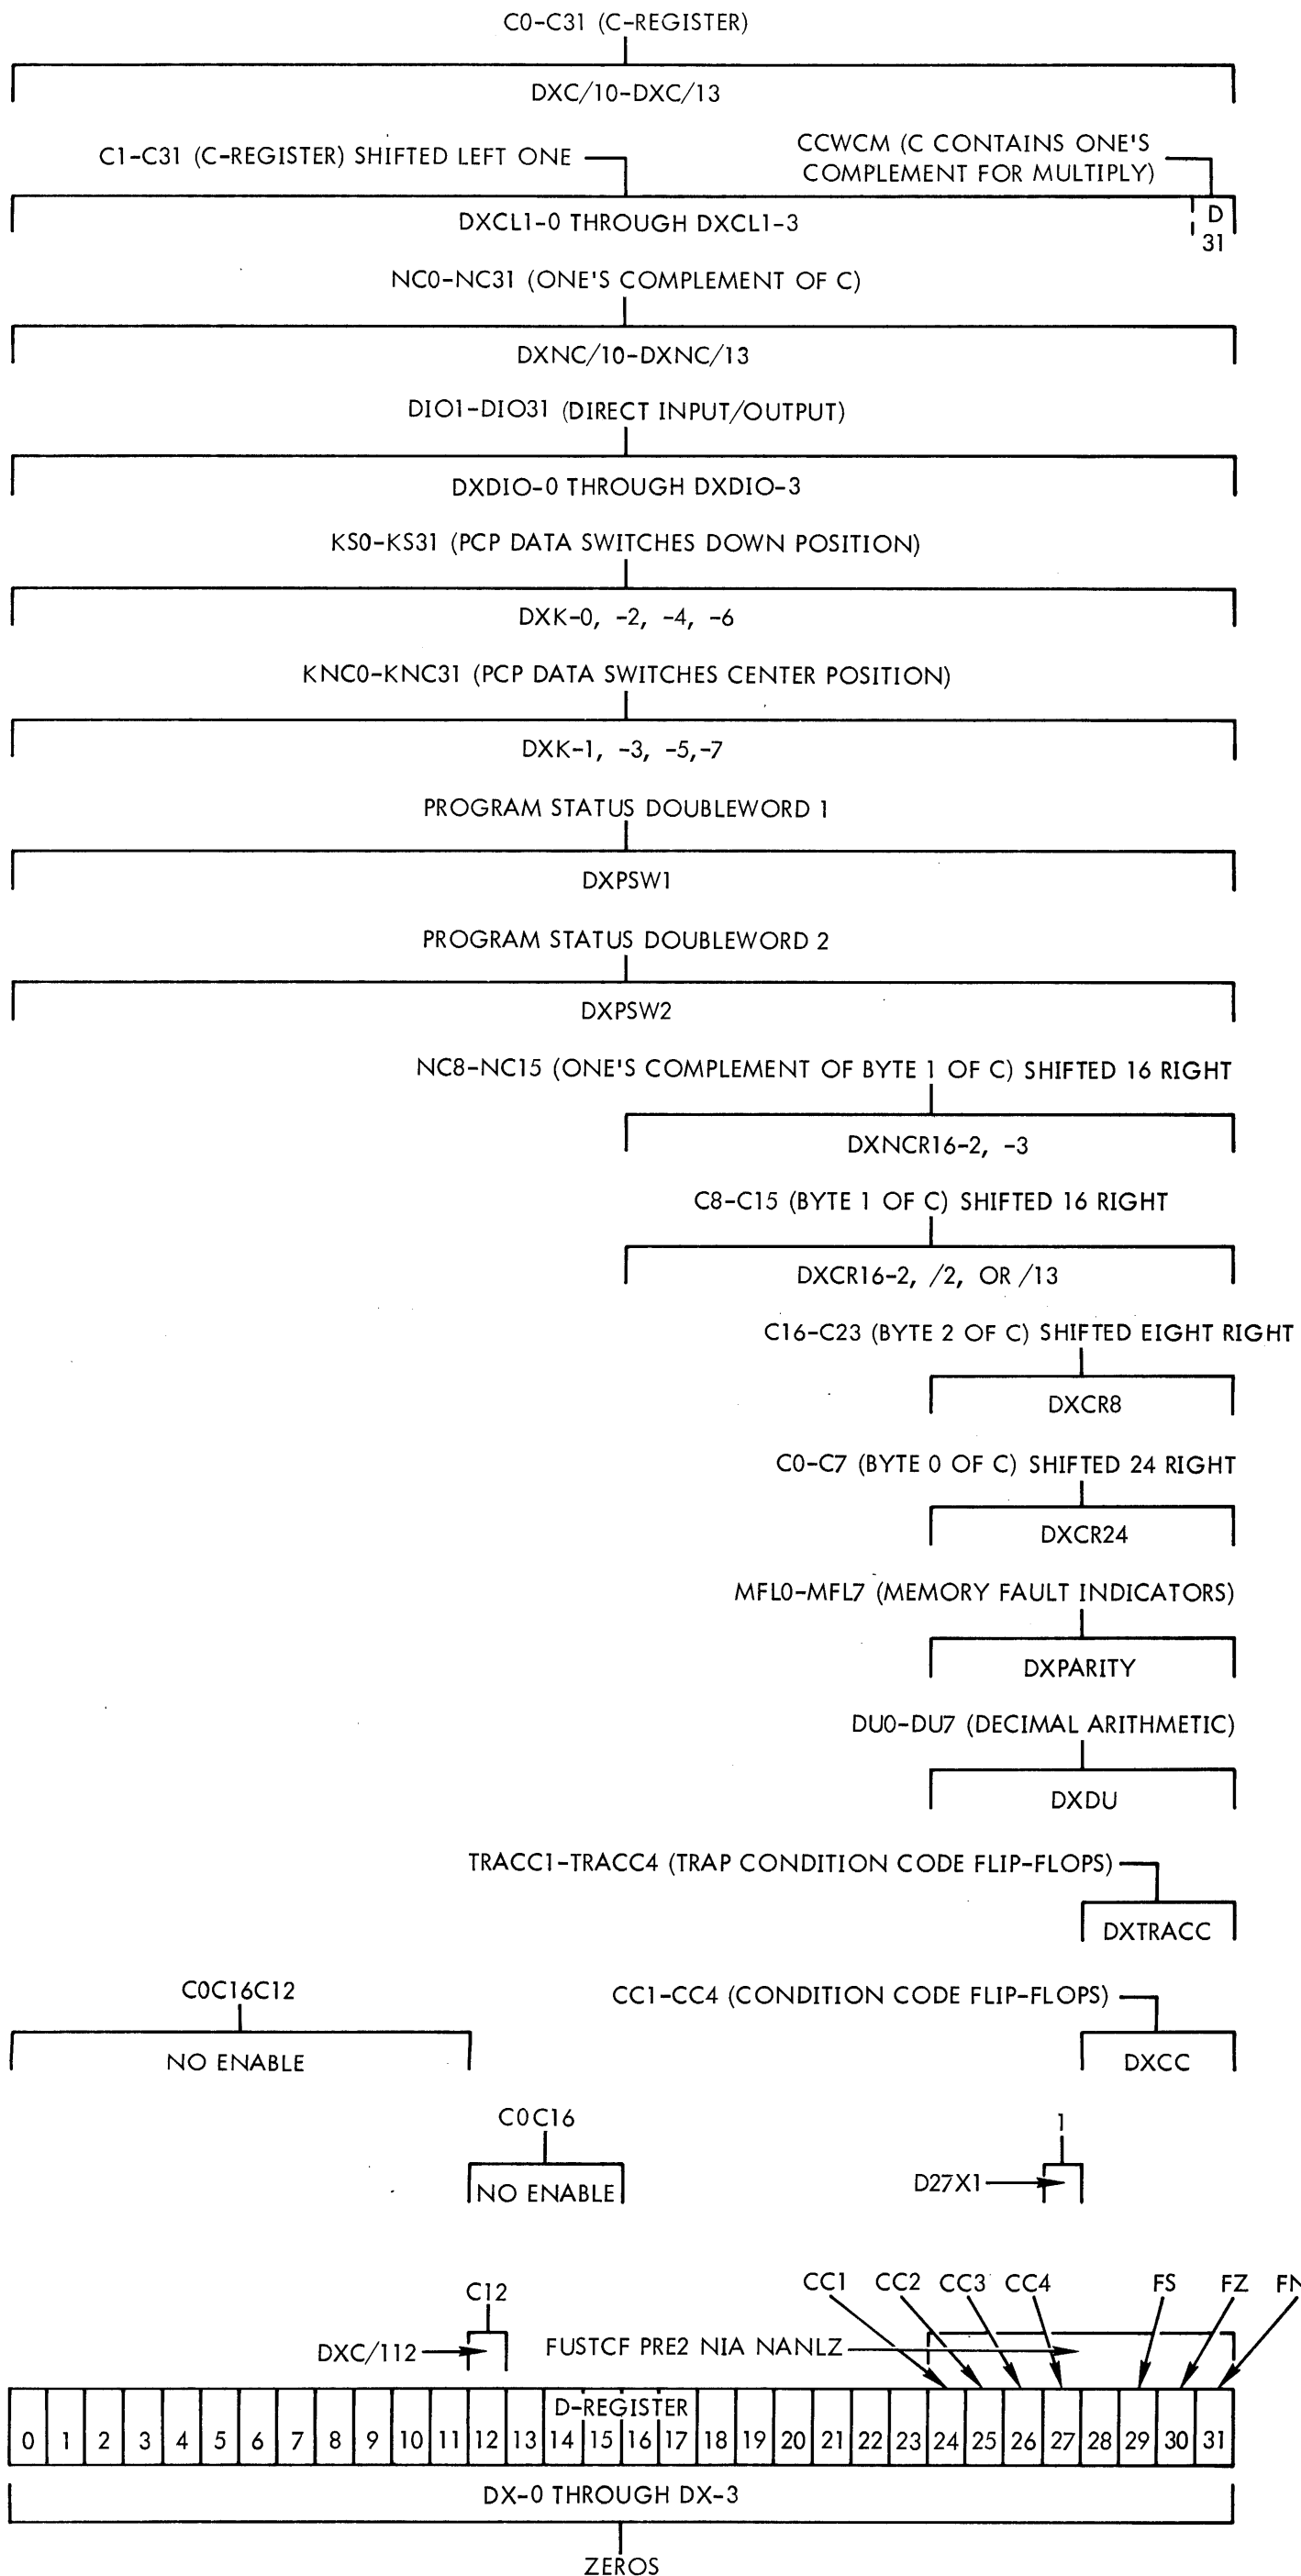 C0-C31 (C-REGISTER)
DXC/10-DXC/13
C1-C31 (C-REGISTER) SHIFTED LEFT ONE
CCWCM (C CONTAINS ONE'S
COMPLEMENT FOR MULTIPLY)
DXCL1-0 THROUGH DXCL1-3
D
31
NC0-NC31 (ONE'S COMPLEMENT OF C)
DXNC/10-DXNC/13
DIO1-DIO31 (DIRECT INPUT/OUTPUT)
DXDIO-0 THROUGH DXDIO-3
KS0-KS31 (PCP DATA SWITCHES DOWN POSITION)
DXK-0, -2, -4, -6
KNC0-KNC31 (PCP DATA SWITCHES CENTER POSITION)
DXK-1, -3, -5,-7
PROGRAM STATUS DOUBLEWORD 1
DXPSW1
PROGRAM STATUS DOUBLEWORD 2
DXPSW2
NC8-NC15 (ONE'S COMPLEMENT OF BYTE 1 OF C) SHIFTED 16 RIGHT
DXNCR16-2, -3
C8-C15 (BYTE 1 OF C) SHIFTED 16 RIGHT
DXCR16-2, /2, OR /13
C16-C23 (BYTE 2 OF C) SHIFTED EIGHT RIGHT
DXCR8
C0-C7 (BYTE 0 OF C) SHIFTED 24 RIGHT
DXCR24
MFL0-MFL7 (MEMORY FAULT INDICATORS)
DXPARITY
DU0-DU7 (DECIMAL ARITHMETIC)
DXDU
TRACC1-TRACC4 (TRAP CONDITION CODE FLIP-FLOPS)
DXTRACC
C0C16C12
CC1-CC4 (CONDITION CODE FLIP-FLOPS)
NO ENABLE
DXCC
C0C16
1
NO ENABLE
D27X1
C12
CC1 CC2 CC3 CC4 FS FZ FN
DXC/112
FUSTCF PRE2 NIA NANLZ
D-REGISTER
0 1 2 3 4 5 6 7 8 9 10 11 12 13 14 15 16 17 18 19 20 21 22 23 24 25 26 27 28 29 30 31
DX-0 THROUGH DX-3
ZEROS